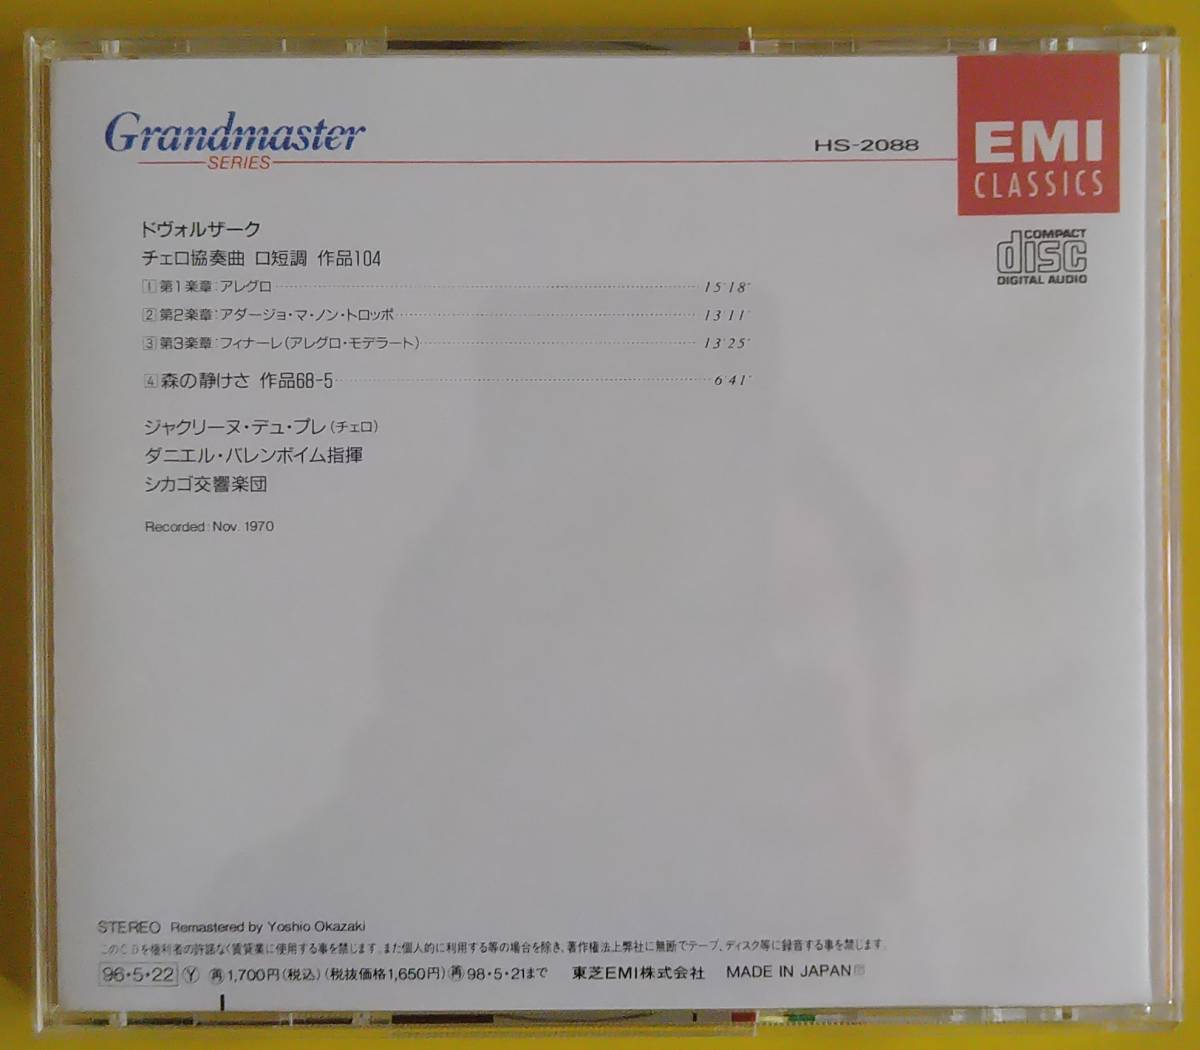 Grandmaster
SERIES
HS-2088
EMI
CLASSICS
COMPACT
disc
DIGITAL AUDIO
ドヴォルザーク
チェロ協奏曲 ロ短調 作品104
1 第1楽章:アレグロ 15'18"
2 第2楽章:アダージョ・マ・ノン・トロッポ 13'11"
3 第3楽章:フィナーレ(アレグロ・モデラート) 13'25"
4 森の静けさ 作品68-5 6'41"
ジャクリーヌ・デュ・プレ(チェロ)
ダニエル・バレンボイム指揮
シカゴ交響楽団
Recorded: Nov. 1970
STEREO Remastered by Yoshio Okazaki
このCDを権利者の許諾なく賃貸業に使用する事を禁じます。また個人的に利用する等の場合を除き、著作権法上弊社に無断でテープ、ディスク等に録音する事を禁じます。
96・5・22 Ⓨ 再 1,700円(税込)(税抜価格1,650円) 再 98・5・21まで 東芝EMI株式会社 MADE IN JAPAN